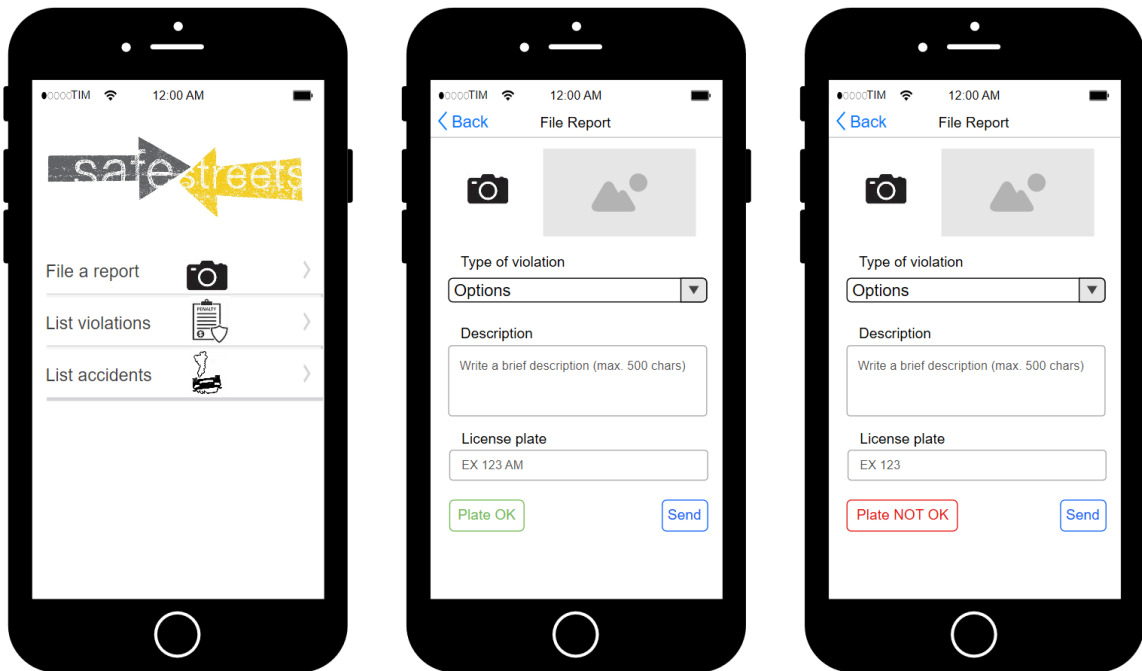 TIM 12:00 AM
safestreets
File a report
List violations
PENALTY
List accidents
TIM 12:00 AM
Back File Report
Type of violation
Options
Description
Write a brief description (max. 500 chars)
License plate
EX 123 AM
Plate OK Send
TIM 12:00 AM
Back File Report
Type of violation
Options
Description
Write a brief description (max. 500 chars)
License plate
EX 123
Plate NOT OK Send